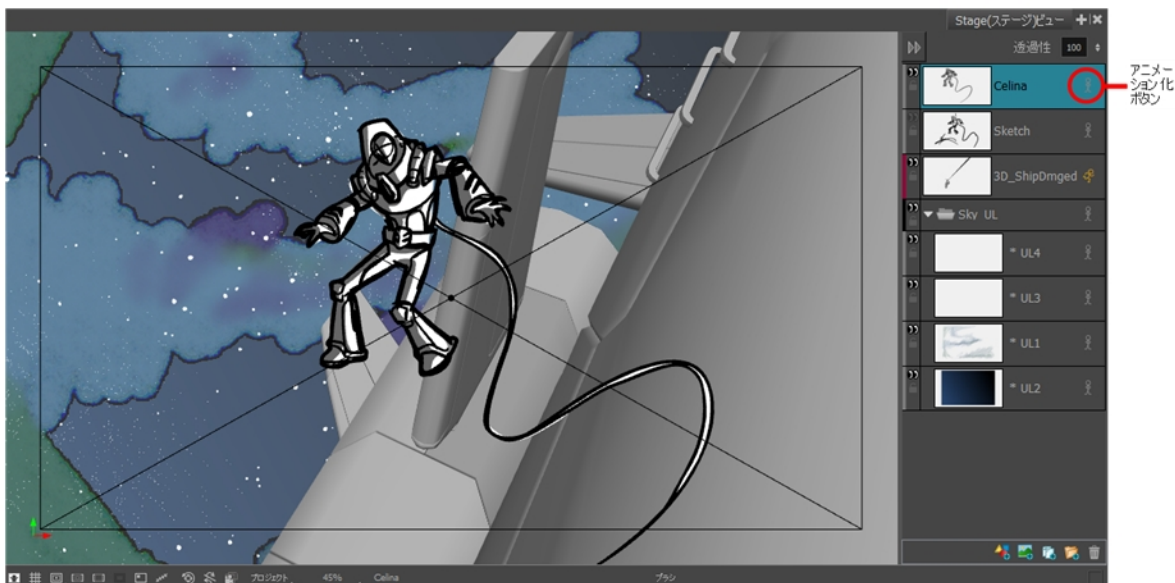 Stage(ステージ)ビュー
透過性 100
Celina
アニメー
ション化
ボタン
Sketch
3D_ShipDmged
Sky_UL
* UL4
* UL3
* UL1
* UL2
プロジェクト 45% Celina ブラシ